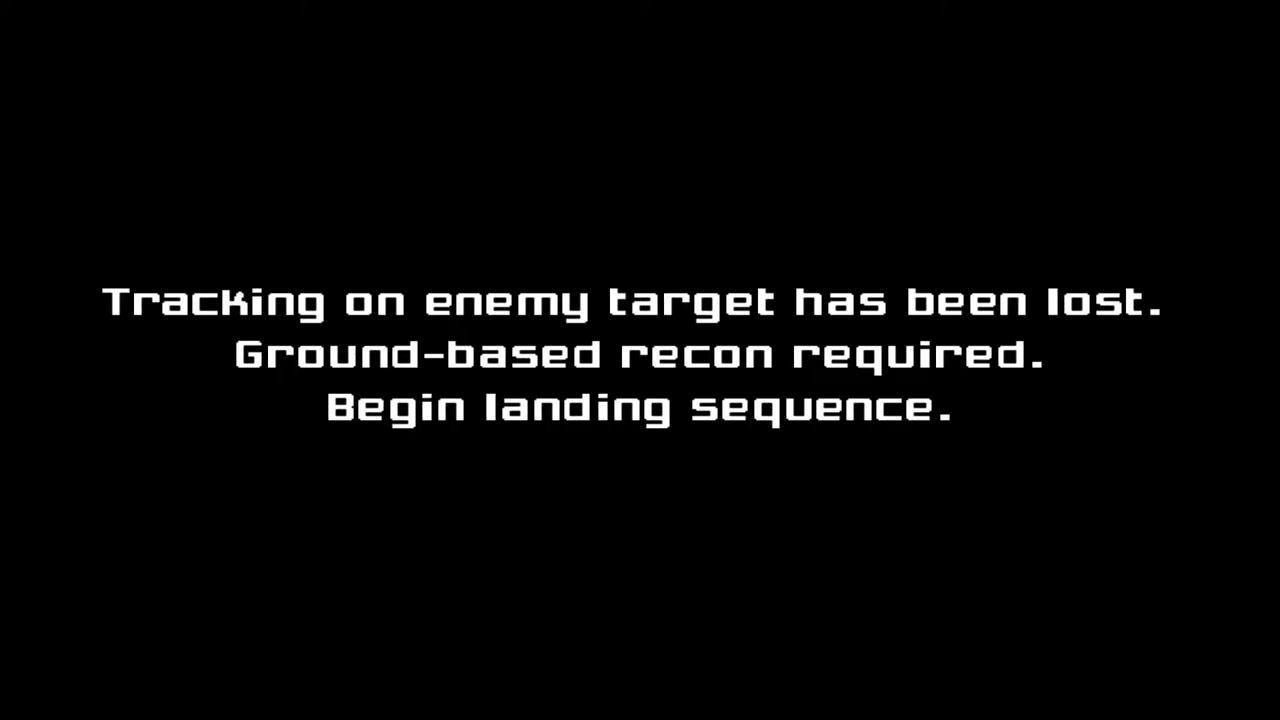 Tracking on enemy target has been lost.
Ground-based recon required.
Begin landing sequence.